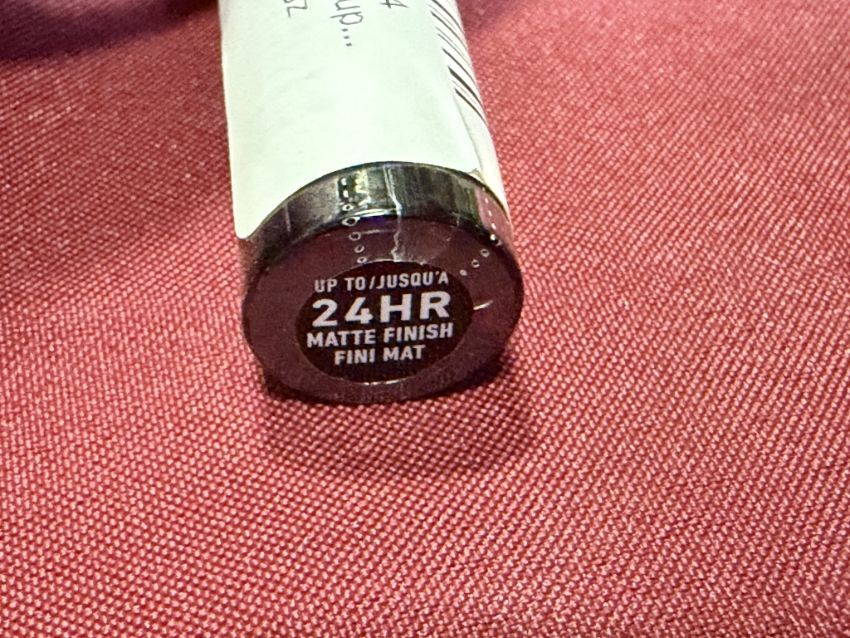 UP TO/JUSQU'A
24HR
MATTE FINISH
FINI MAT